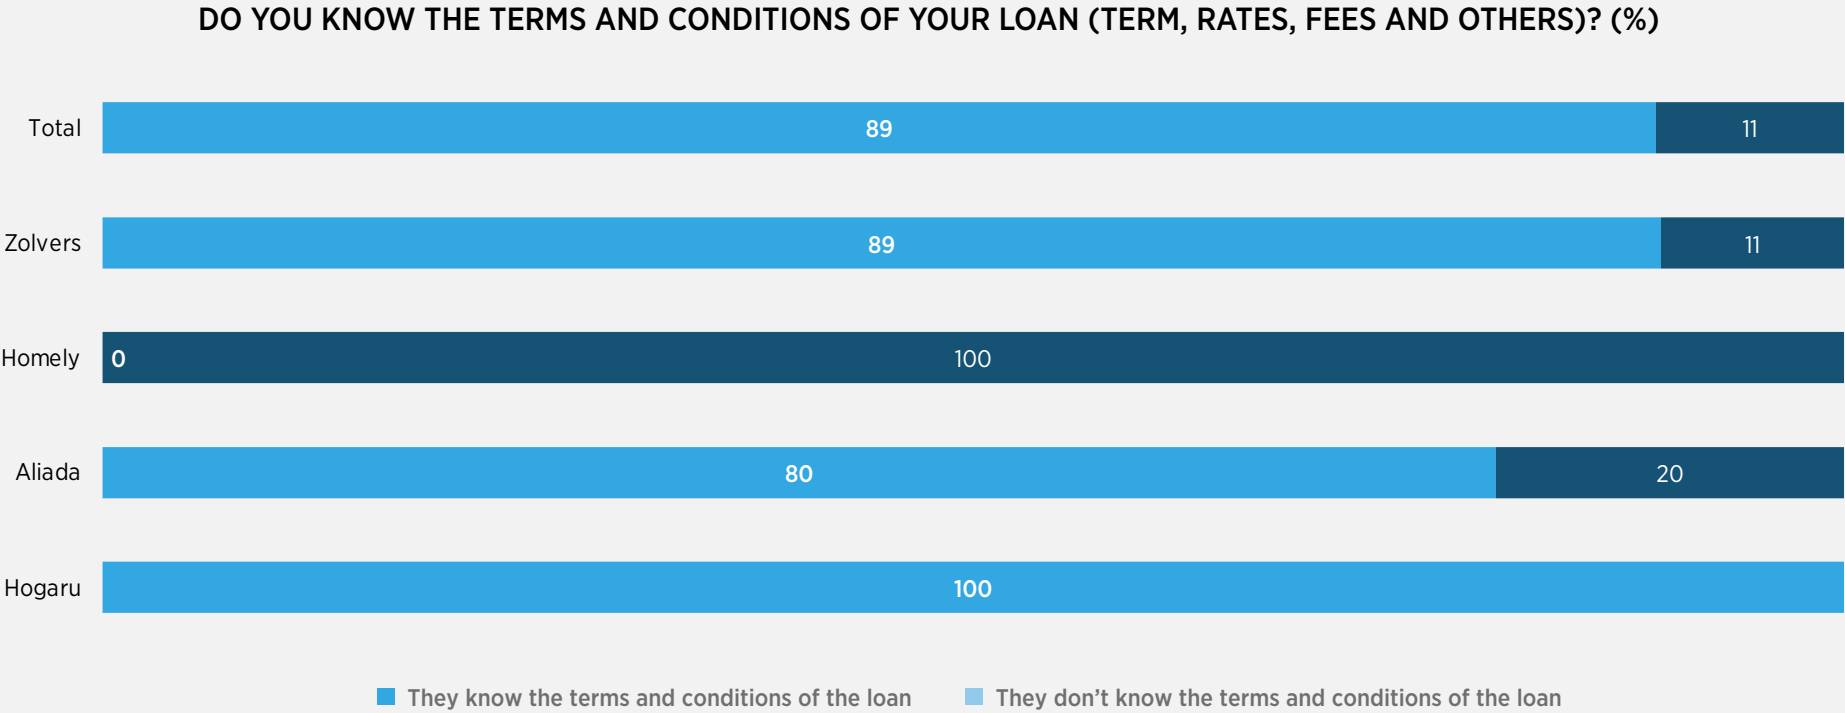 DO YOU KNOW THE TERMS AND CONDITIONS OF YOUR LOAN (TERM, RATES, FEES AND OTHERS)? (%)
Total 89 11
Zolvers 89 11
Homely 0 100
Aliada 80 20
Hogaru 100
They know the terms and conditions of the loan They don’t know the terms and conditions of the loan